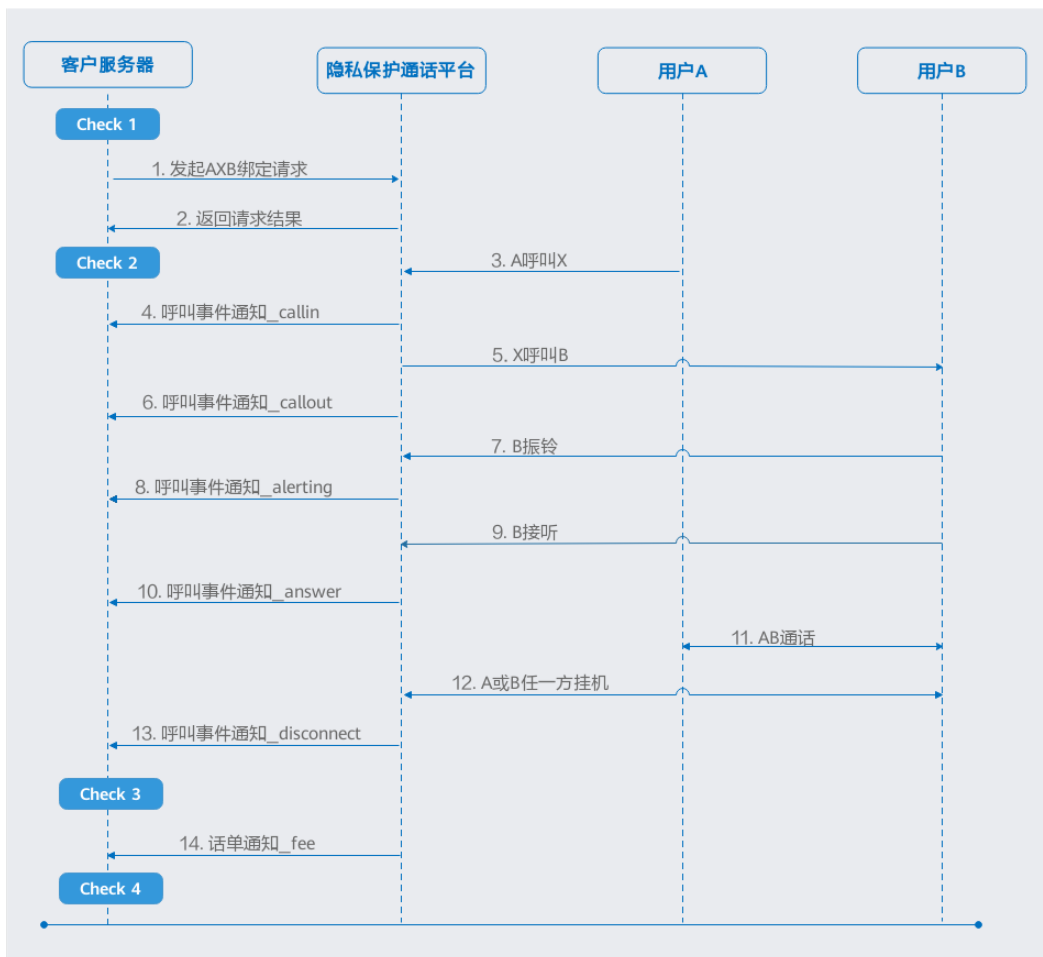 客户服务器
隐私保护通话平台
用户A
用户B
Check 1
1. 发起AXB绑定请求
2. 返回请求结果
Check 2
3. A呼叫X
4. 呼叫事件通知_callin
5. X呼叫B
6. 呼叫事件通知_callout
7. B振铃
8. 呼叫事件通知_alerting
9. B接听
10. 呼叫事件通知_answer
11. AB通话
12. A或B任一方挂机
13. 呼叫事件通知_disconnect
Check 3
14. 话单通知_fee
Check 4